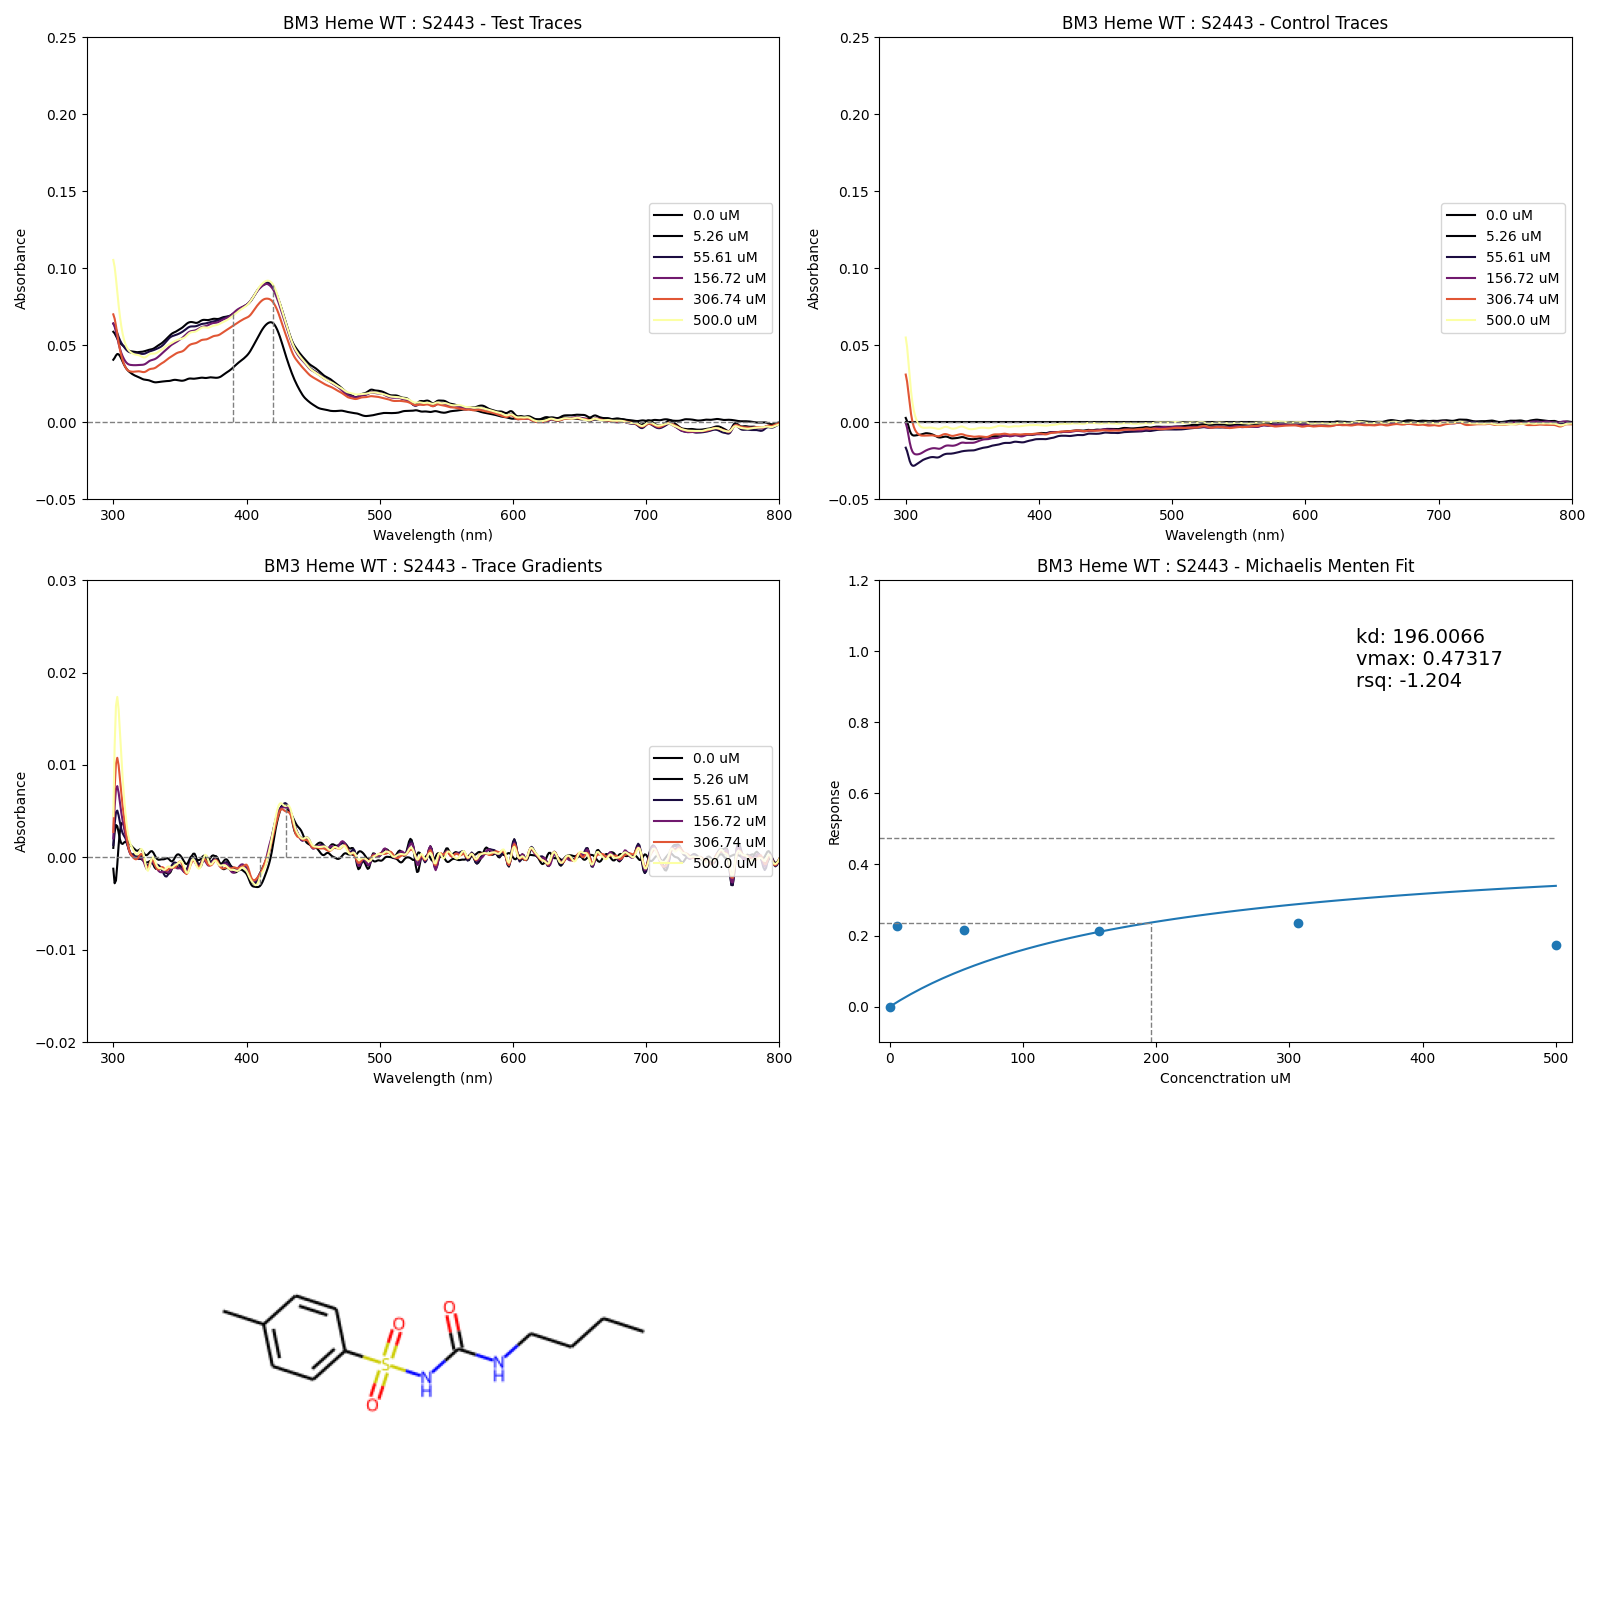 BM3 Heme WT : S2443 - Test Traces
0.25
0.20
0.15
0.10
0.05
0.00
−0.05
Absorbance
0.0 uM
5.26 uM
55.61 uM
156.72 uM
306.74 uM
500.0 uM
300 400 500 600 700 800
Wavelength (nm)
BM3 Heme WT : S2443 - Control Traces
0.25
0.20
0.15
0.10
0.05
0.00
−0.05
Absorbance
0.0 uM
5.26 uM
55.61 uM
156.72 uM
306.74 uM
500.0 uM
300 400 500 600 700 800
Wavelength (nm)
BM3 Heme WT : S2443 - Trace Gradients
0.03
0.02
0.01
0.00
−0.01
−0.02
Absorbance
0.0 uM
5.26 uM
55.61 uM
156.72 uM
306.74 uM
500.0 uM
300 400 500 600 700 800
Wavelength (nm)
BM3 Heme WT : S2443 - Michaelis Menten Fit
1.2
1.0
0.8
0.6
0.4
0.2
0.0
Response
kd: 196.0066
vmax: 0.47317
rsq: -1.204
0 100 200 300 400 500
Concenctration uM
O
O
S
O
N
H
N
H